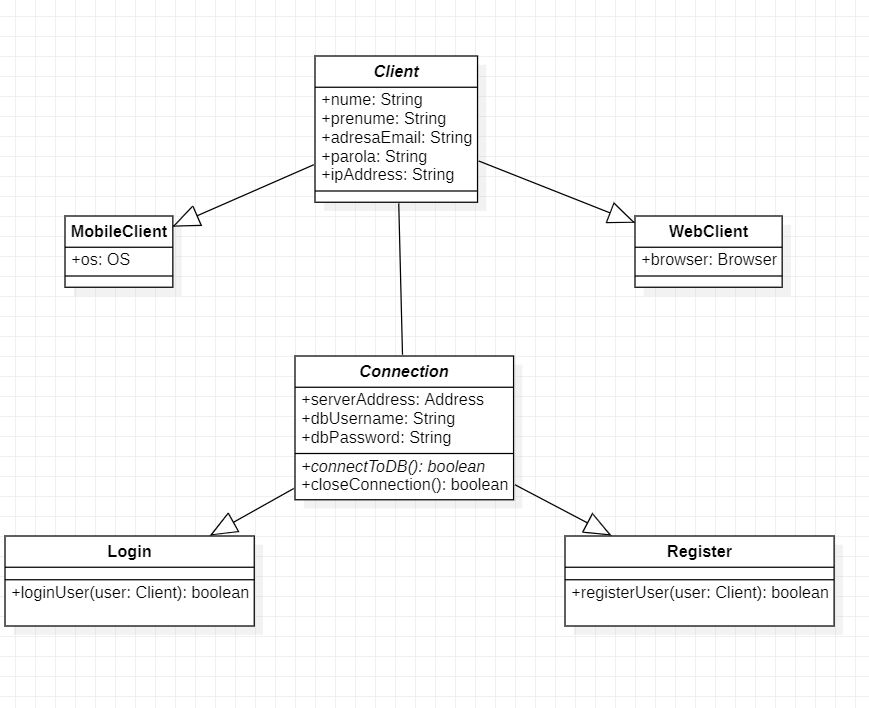 Client
+nume: String
+prenume: String
+adresaEmail: String
+parola: String
+ipAddress: String
MobileClient
+os: OS
WebClient
+browser: Browser
Connection
+serverAddress: Address
+dbUsername: String
+dbPassword: String
+connectToDB(): boolean
+closeConnection(): boolean
Login
+loginUser(user: Client): boolean
Register
+registerUser(user: Client): boolean